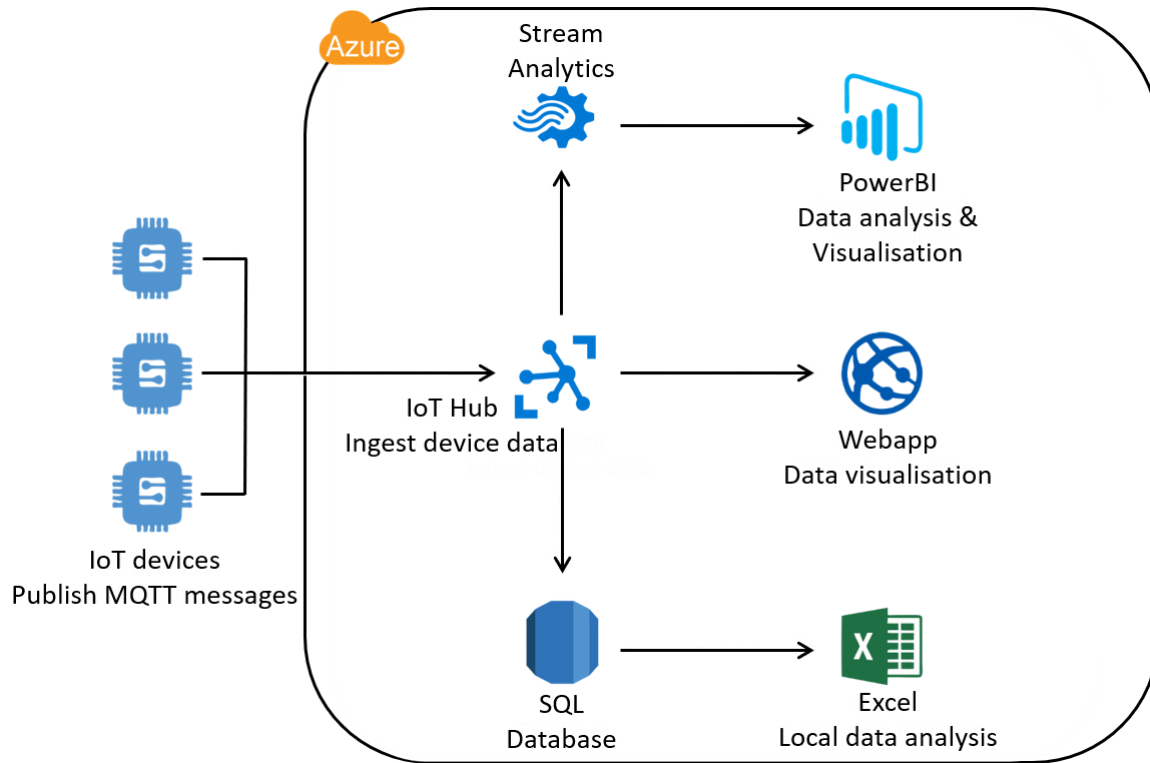 Azure
Stream
Analytics
PowerBI
Data analysis &
Visualisation
IoT Hub
Ingest device data
Webapp
Data visualisation
IoT devices
Publish MQTT messages
SQL
Database
X
Excel
Local data analysis